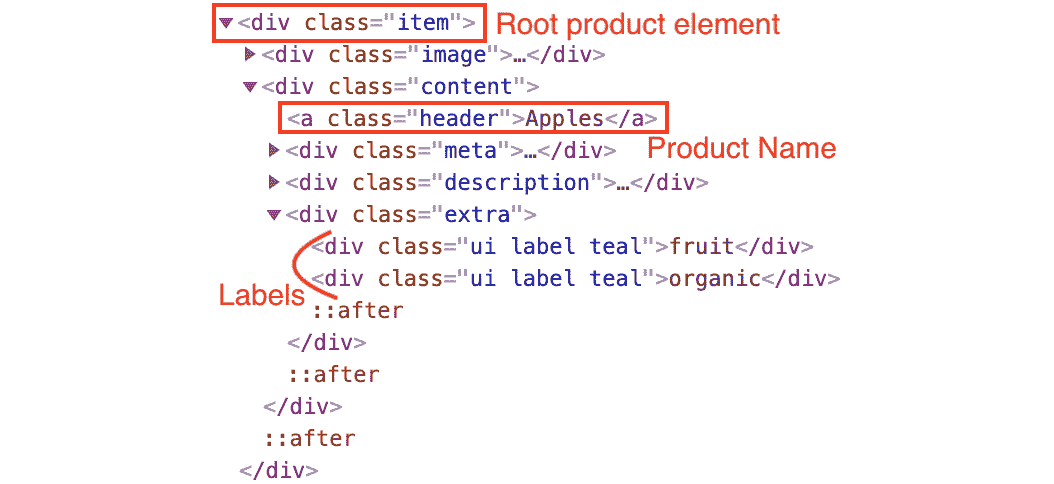 ▼<div class="item"> Root product element
▶<div class="image">…</div>
▼<div class="content">
<a class="header">Apples</a>
▶<div class="meta">…</div> Product Name
▶<div class="description">…</div>
▼<div class="extra">
<div class="ui label teal">fruit</div>
<div class="ui label teal">organic</div>
Labels
::after
</div>
::after
</div>
::after
</div>